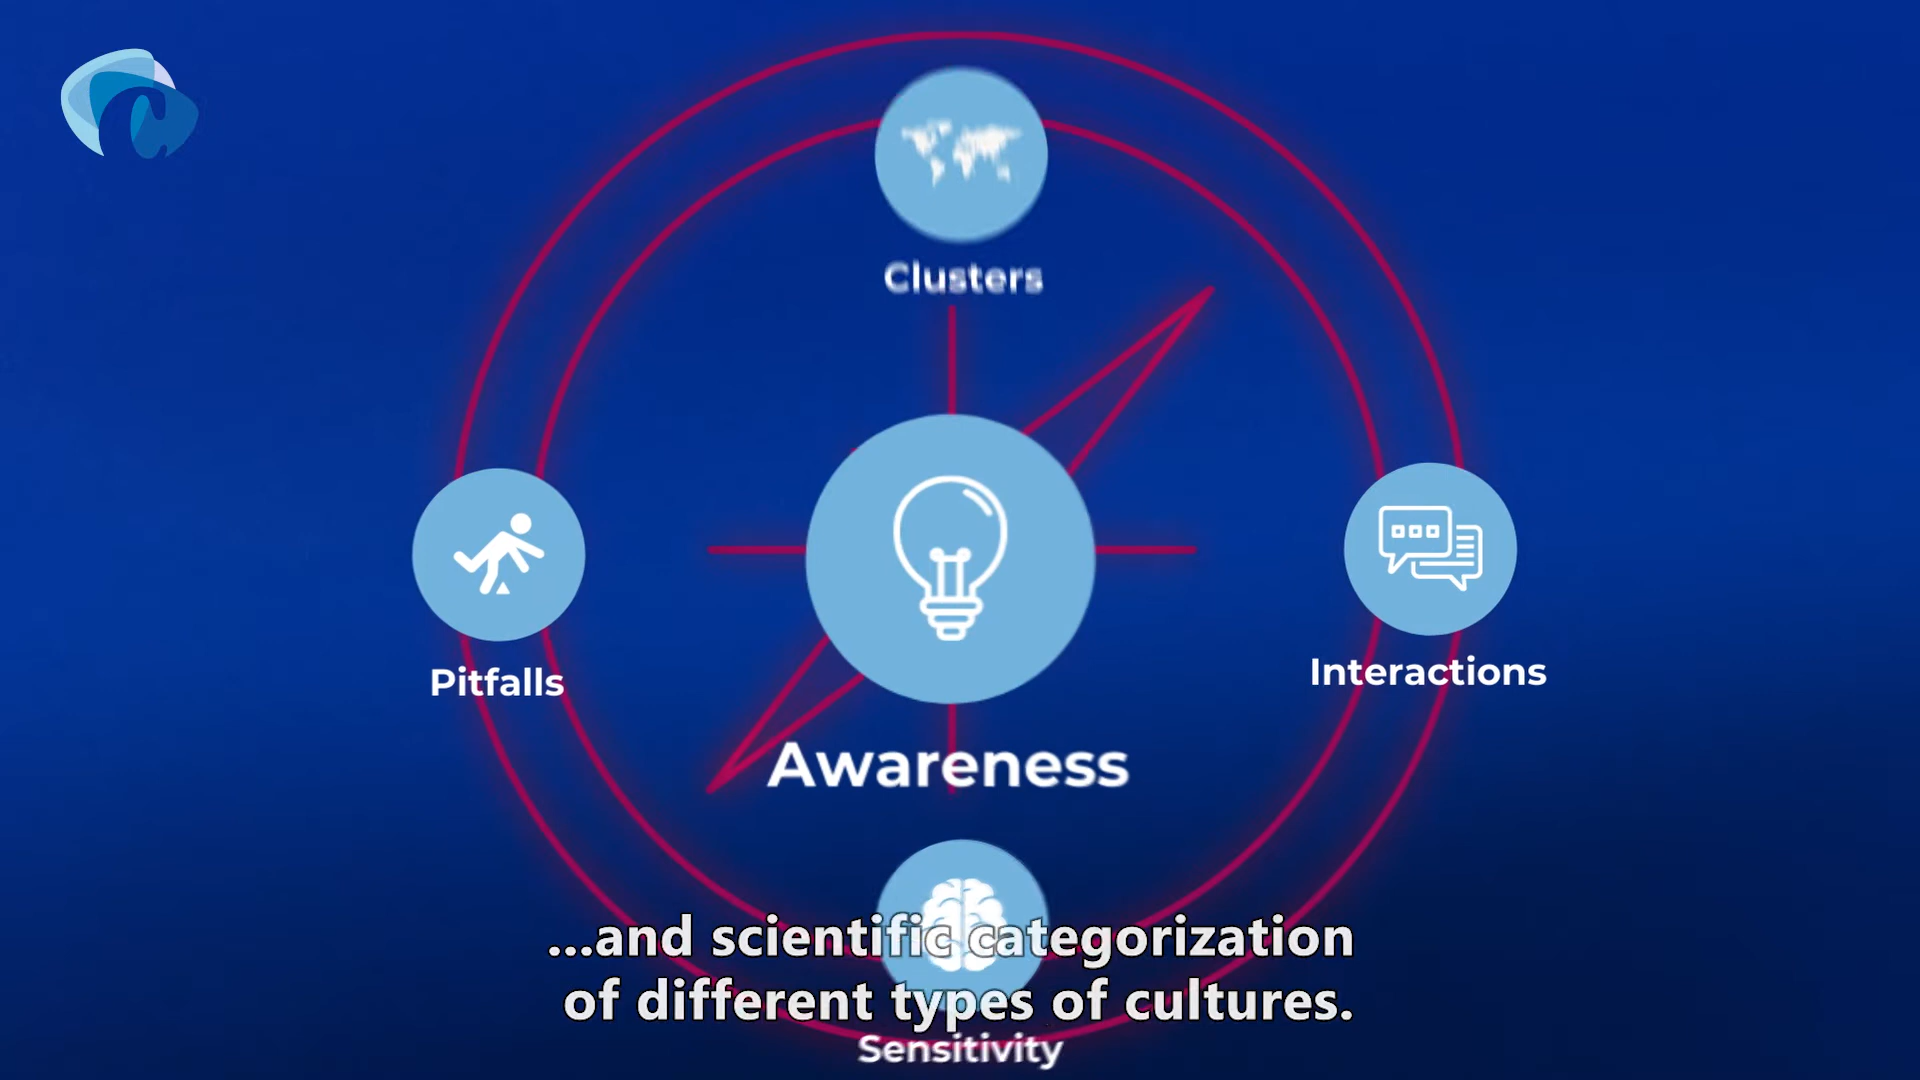 Clusters
Pitfalls
Interactions
Awareness
...and scientific categorization
of different types of cultures.
Sensitivity